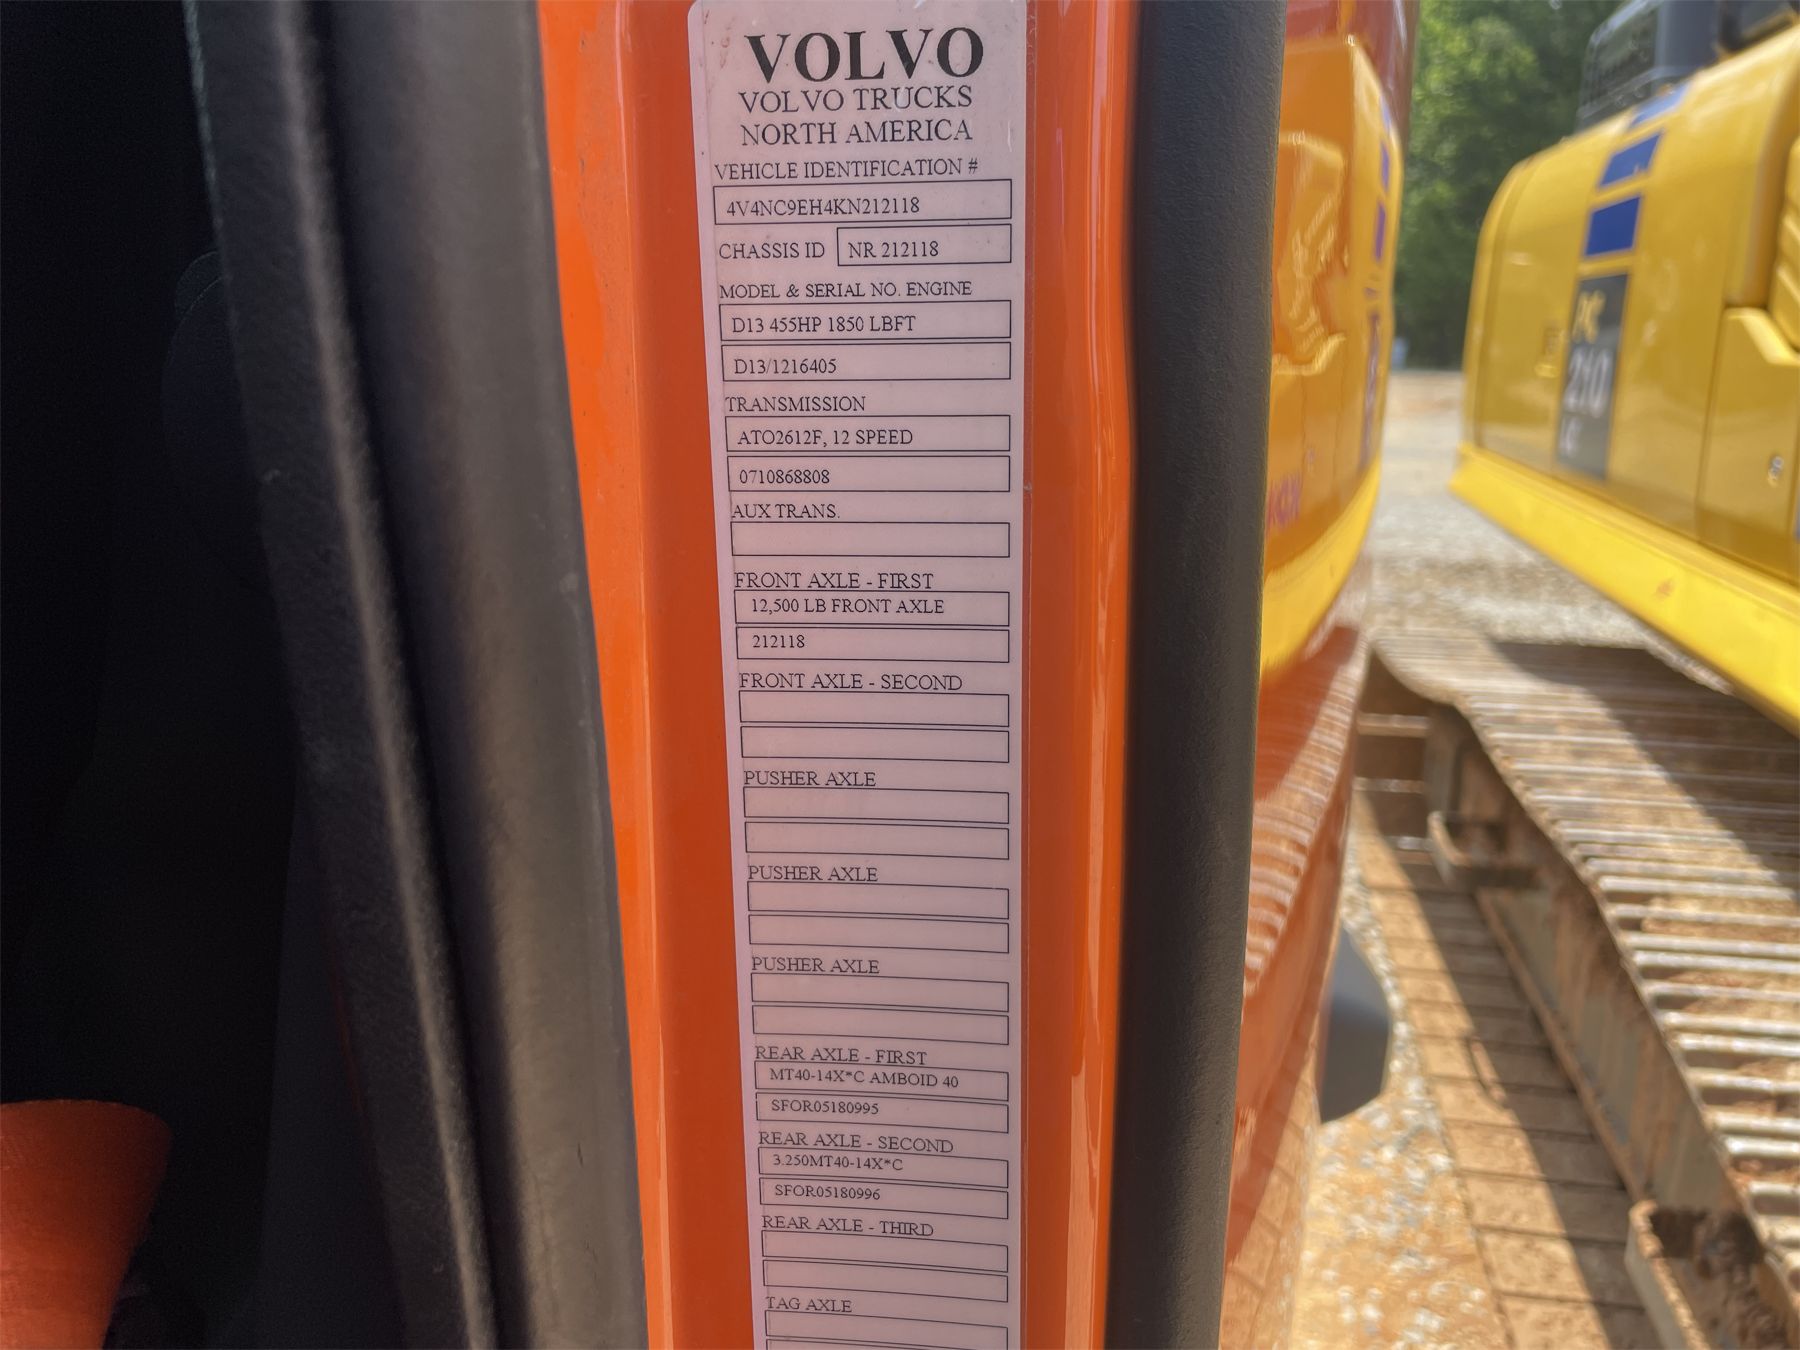 VOLVO
VOLVO TRUCKS
NORTH AMERICA
VEHICLE IDENTIFICATION #
4V4NC9EH4KN212118
CHASSIS ID NR 212118
MODEL & SERIAL NO. ENGINE
D13 455HP 1850 LBFT
D13/1216405
TRANSMISSION
ATO2612F, 12 SPEED
0710868808
AUX TRANS.
FRONT AXLE - FIRST
12,500 LB FRONT AXLE
212118
FRONT AXLE - SECOND
PUSHER AXLE
PUSHER AXLE
PUSHER AXLE
REAR AXLE - FIRST
MT40-14X*C AMBOID 40
SFOR05180995
REAR AXLE - SECOND
3.250MT40-14X*C
SFOR05180996
REAR AXLE - THIRD
TAG AXLE
PC
210
LC